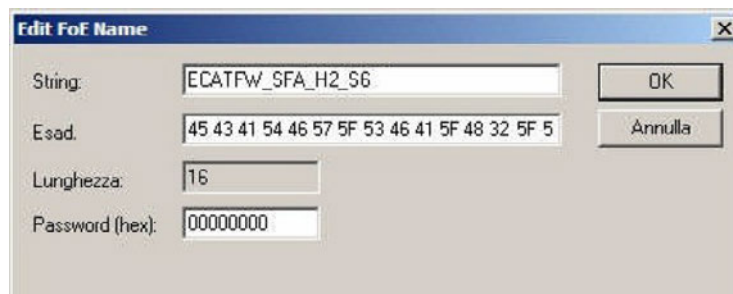 Edit FoE Name
String: ECATFW_SFA_H2_S6 OK
Esad. 45 43 41 54 46 57 5F 53 46 41 5F 48 32 5F 5 Annulla
Lunghezza: 16
Password (hex): 00000000